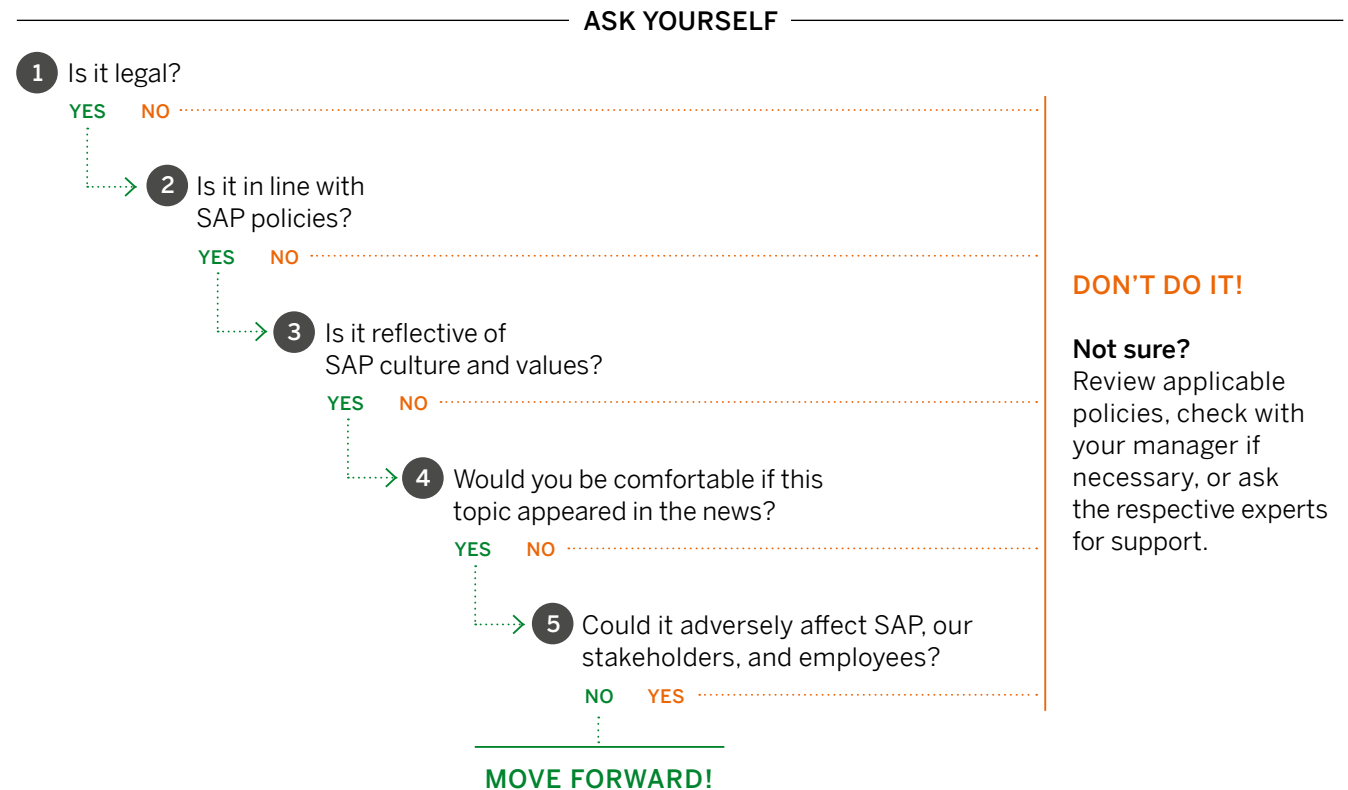 ASK YOURSELF
1 Is it legal?
YES NO
2 Is it in line with
SAP policies?
YES NO
3 Is it reflective of
SAP culture and values?
YES NO
4 Would you be comfortable if this
topic appeared in the news?
YES NO
5 Could it adversely affect SAP, our
stakeholders, and employees?
NO YES
MOVE FORWARD!
DON’T DO IT!
Not sure?
Review applicable
policies, check with
your manager if
necessary, or ask
the respective experts
for support.